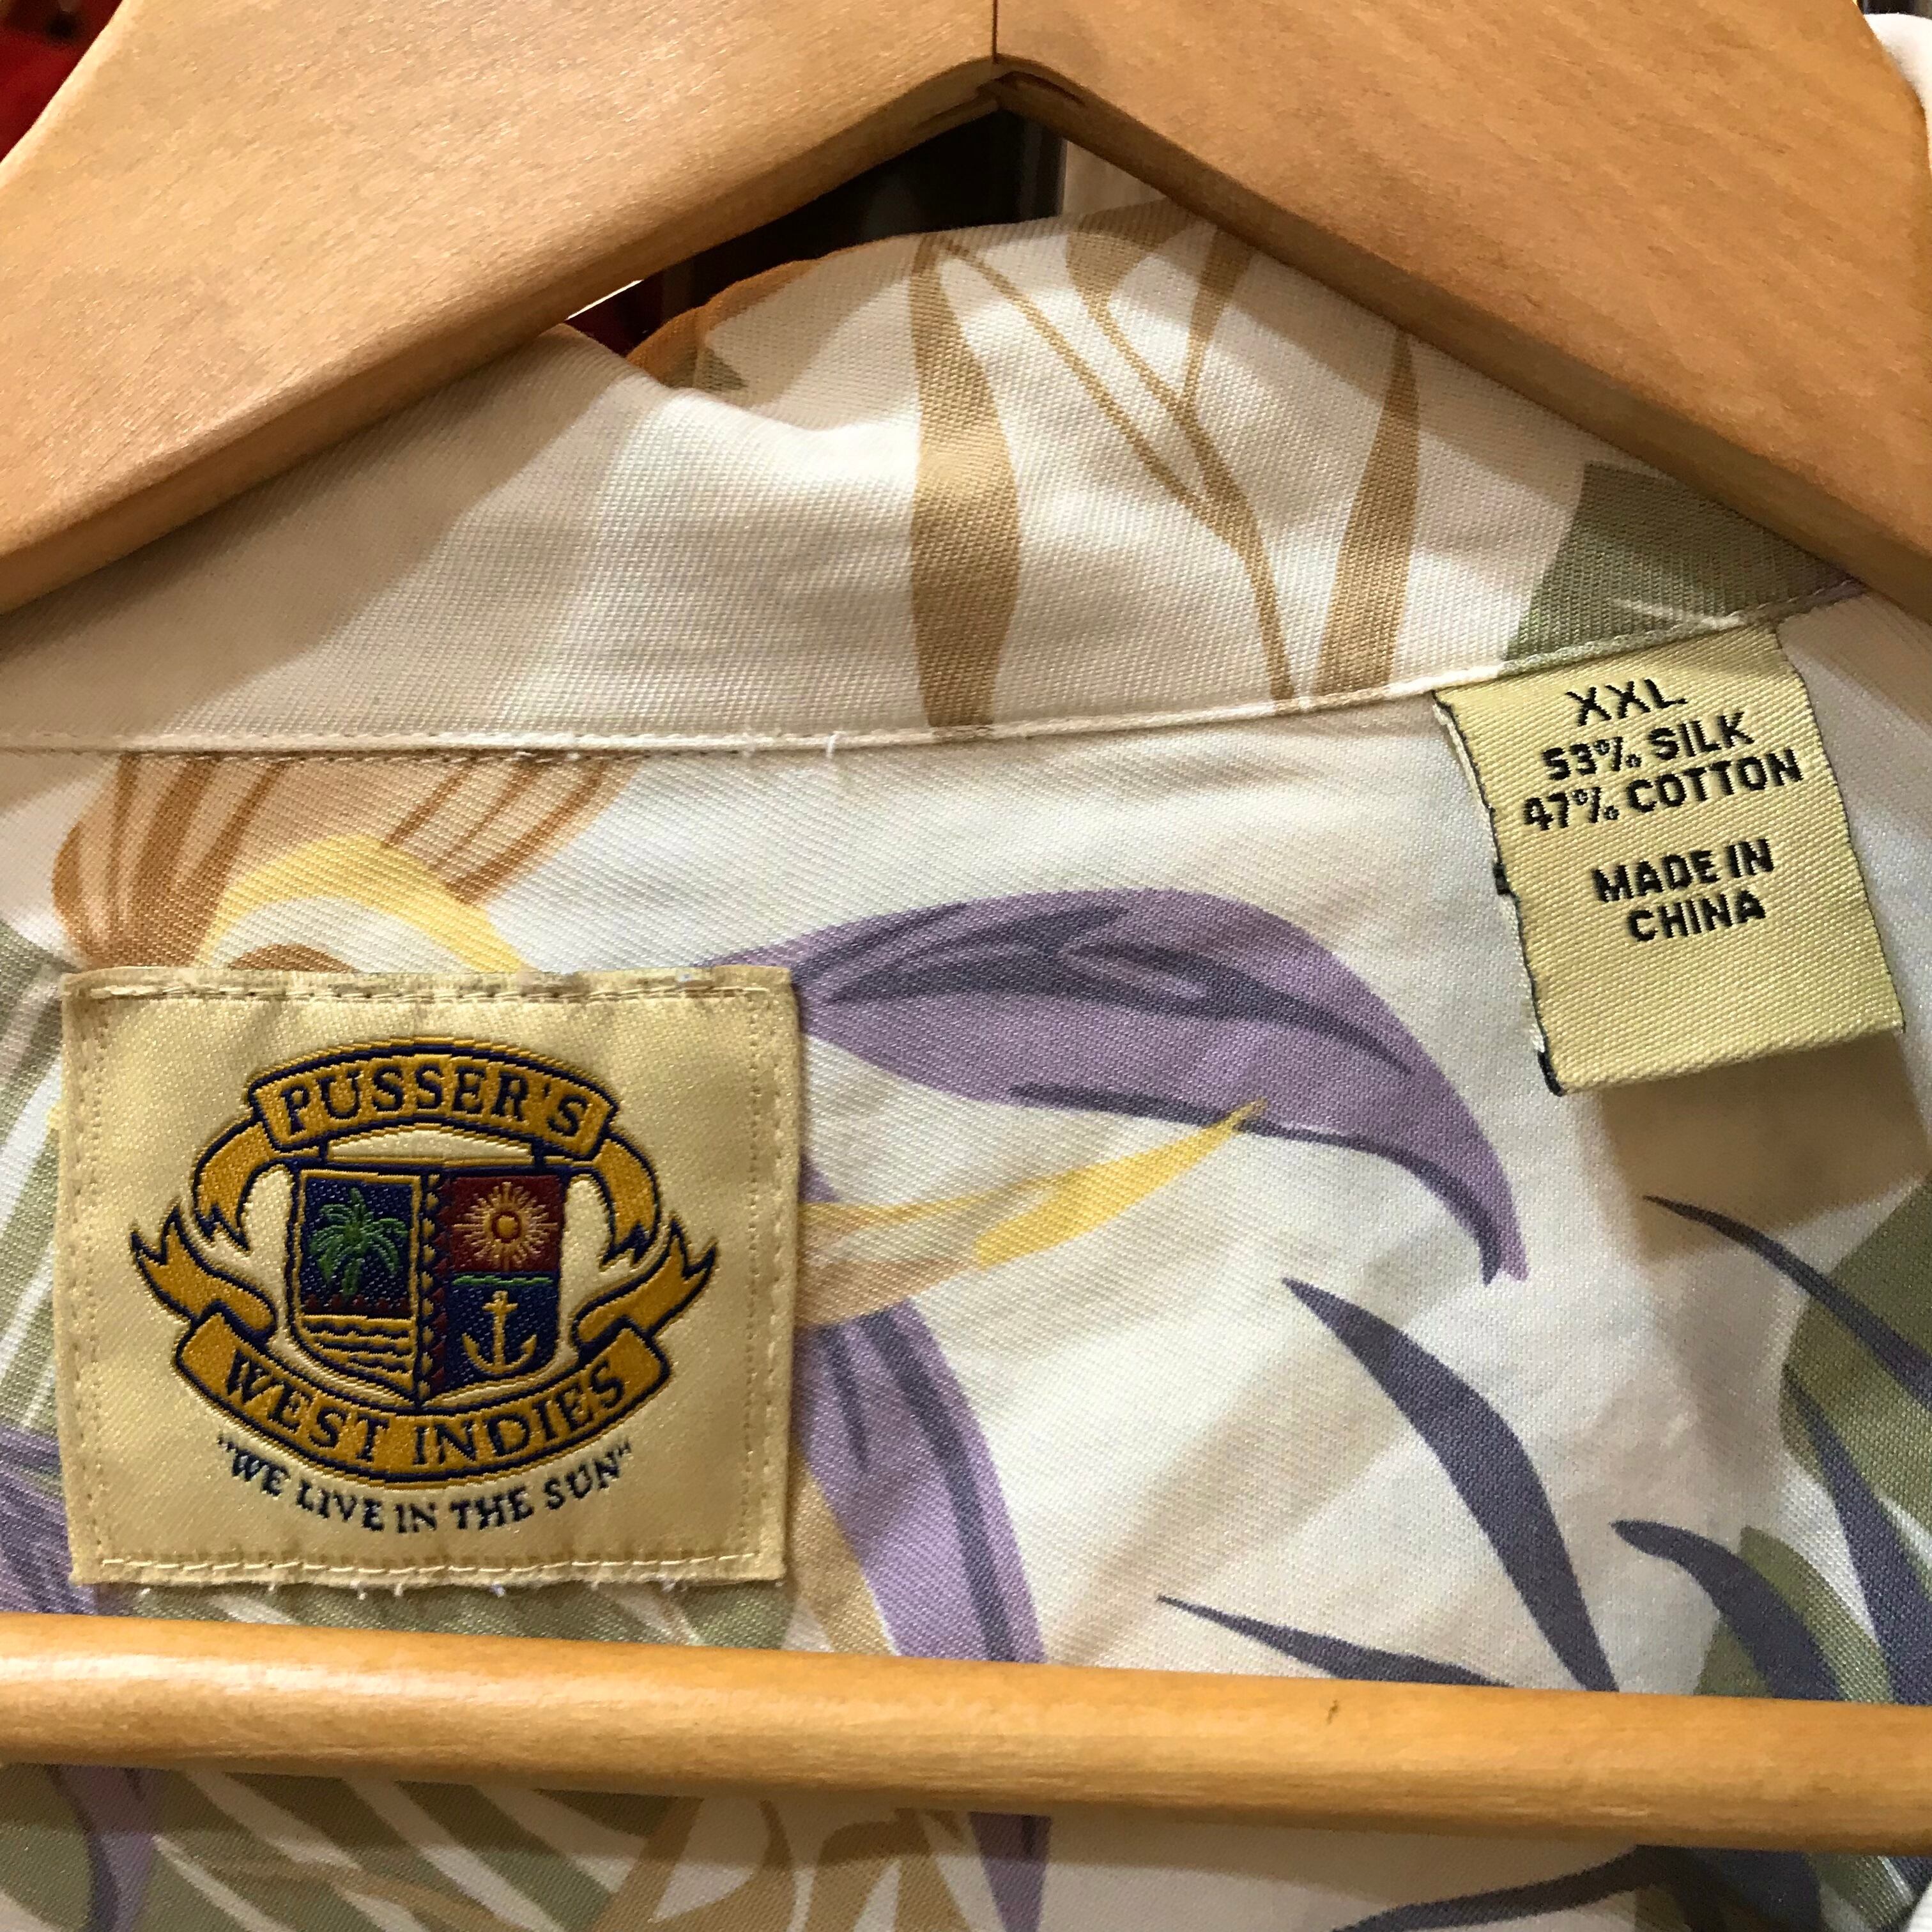 XXL
53% SILK
47% COTTON
MADE IN
CHINA
PUSSER'S
WEST INDIES
"WE LIVE IN THE SUN"